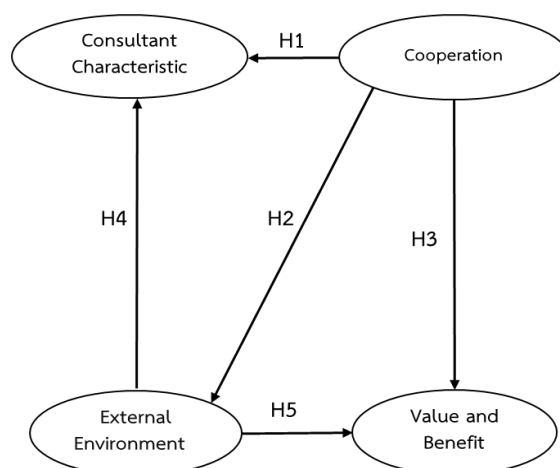 Consultant
Characteristic
H1
Cooperation
H4
H2
H3
External
Environment
H5
Value and
Benefit